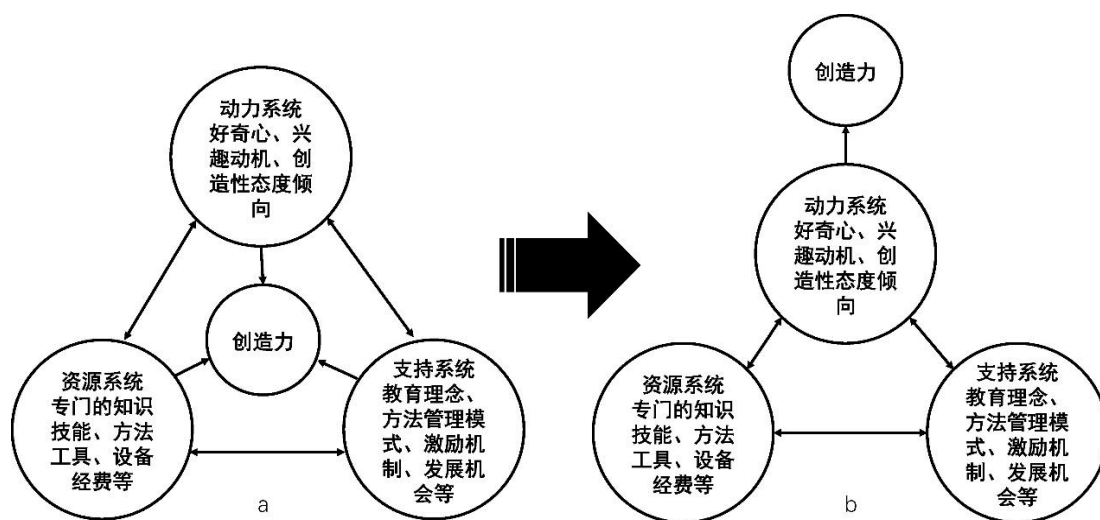 动力系统
好奇心、兴
趣动机、创
造性态度倾
向
创造力
资源系统
专门的知识
技能、方法
工具、设备
经费等
支持系统
教育理念、
方法管理模
式、激励机
制、发展机
会等
a
创造力
动力系统
好奇心、兴
趣动机、创
造性态度倾
向
资源系统
专门的知识
技能、方法
工具、设备
经费等
支持系统
教育理念、
方法管理模
式、激励机
制、发展机
会等
b